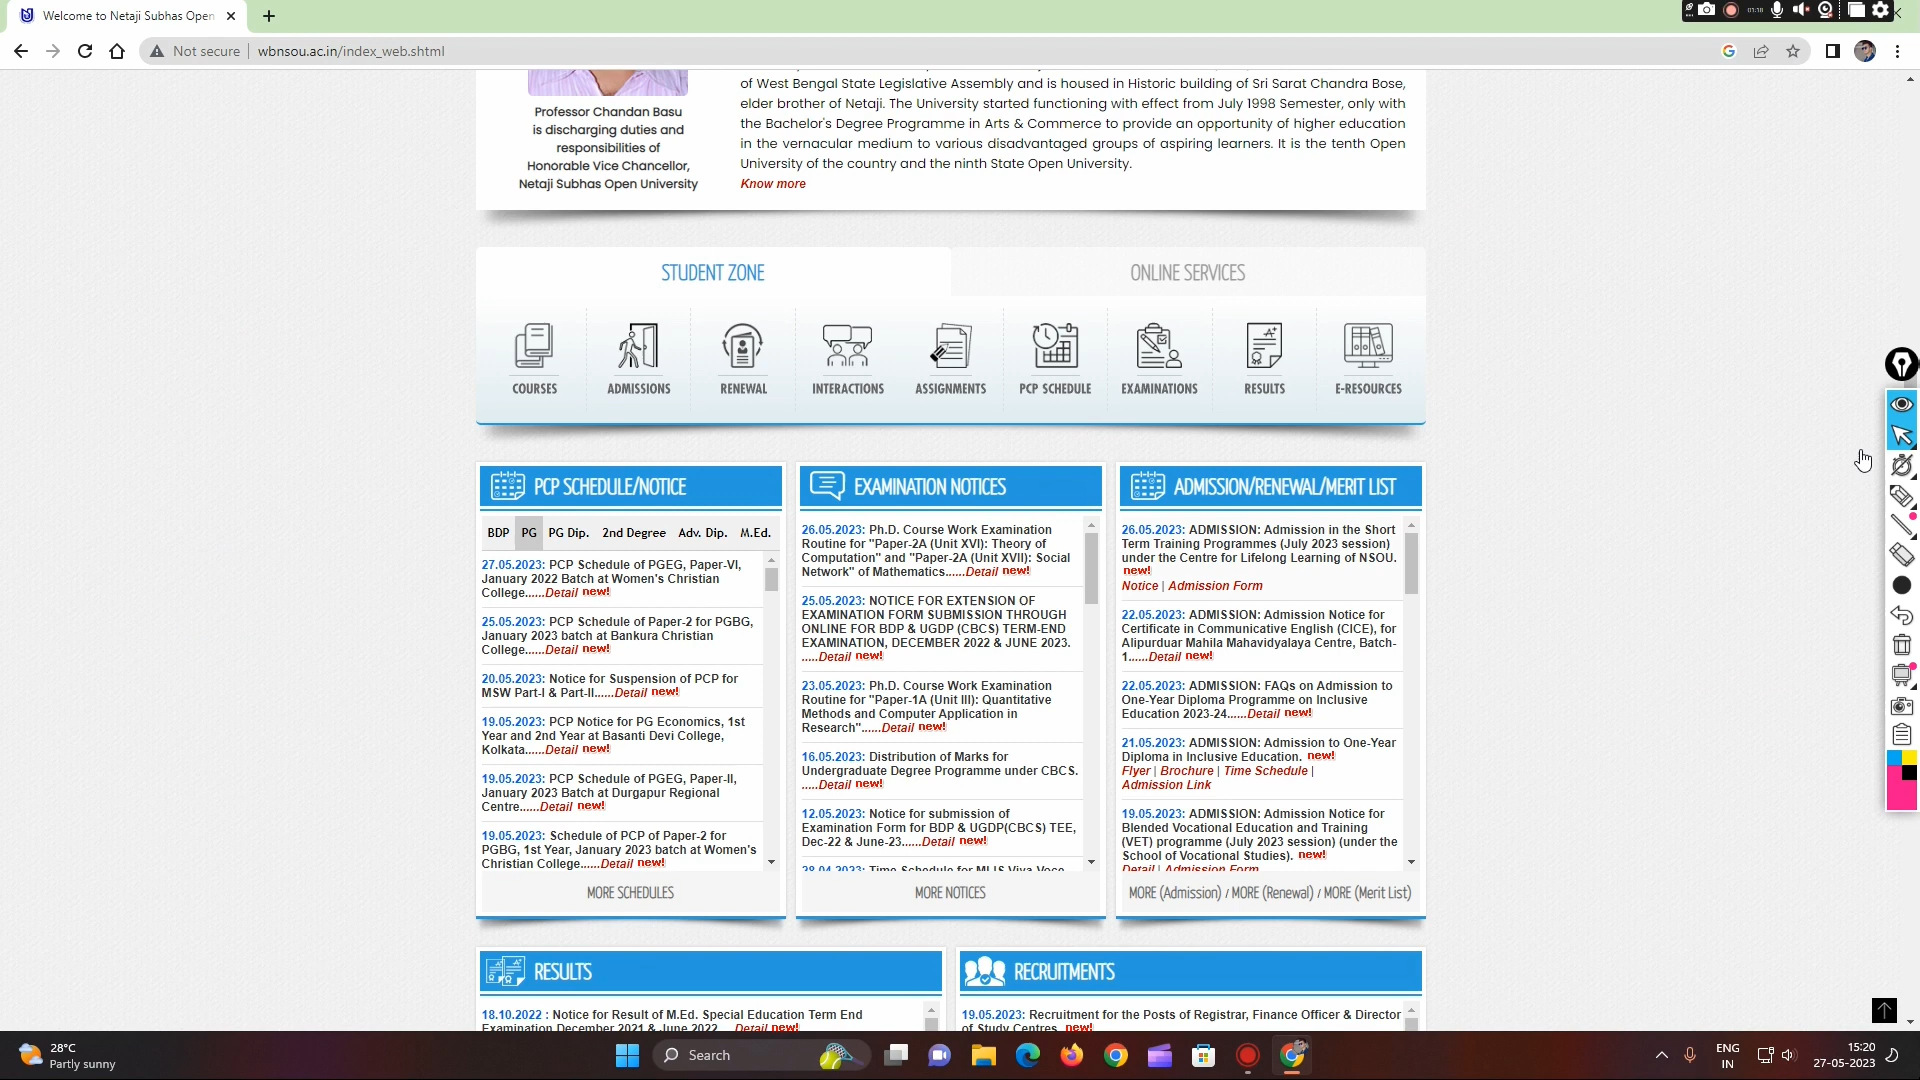 Welcome to Netaji Subhas Open
01:18
Not secure
wbnsou.ac.in/index_web.shtml
Professor Chandan Basu
is discharging duties and
responsibilities of
Honorable Vice Chancellor,
Netaji Subhas Open University
of West Bengal State Legislative Assembly and is housed in Historic building of Sri Sarat Chandra Bose,
elder brother of Netaji. The University started functioning with effect from July 1998 Semester, only with
the Bachelor's Degree Programme in Arts & Commerce to provide an opportunity of higher education
in the vernacular medium to various disadvantaged groups of aspiring learners. It is the tenth Open
University of the country and the ninth State Open University.
Know more
STUDENT ZONE
ONLINE SERVICES
COURSES
ADMISSIONS
RENEWAL
INTERACTIONS
ASSIGNMENTS
PCP SCHEDULE
EXAMINATIONS
RESULTS
E-RESOURCES
PCP SCHEDULE/NOTICE
BDP PG PG Dip. 2nd Degree Adv. Dip. M.Ed.
27.05.2023: PCP Schedule of PGEG, Paper-VI,
January 2022 Batch at Women's Christian
College......Detail new!
25.05.2023: PCP Schedule of Paper-2 for PGBG,
January 2023 batch at Bankura Christian
College......Detail new!
20.05.2023: Notice for Suspension of PCP for
MSW Part-I & Part-II......Detail new!
19.05.2023: PCP Notice for PG Economics, 1st
Year and 2nd Year at Basanti Devi College,
Kolkata......Detail new!
19.05.2023: PCP Schedule of PGEG, Paper-II,
January 2023 Batch at Durgapur Regional
Centre......Detail new!
19.05.2023: Schedule of PCP of Paper-2 for
PGBG, 1st Year, January 2023 batch at Women's
Christian College......Detail new!
MORE SCHEDULES
EXAMINATION NOTICES
26.05.2023: Ph.D. Course Work Examination
Routine for "Paper-2A (Unit XVI): Theory of
Computation" and "Paper-2A (Unit XVII): Social
Network" of Mathematics......Detail new!
25.05.2023: NOTICE FOR EXTENSION OF
EXAMINATION FORM SUBMISSION THROUGH
ONLINE FOR BDP & UGDP (CBCS) TERM-END
EXAMINATION, DECEMBER 2022 & JUNE 2023.
.....Detail new!
23.05.2023: Ph.D. Course Work Examination
Routine for "Paper-1A (Unit III): Quantitative
Methods and Computer Application in
Research"......Detail new!
16.05.2023: Distribution of Marks for
Undergraduate Degree Programme under CBCS.
.....Detail new!
12.05.2023: Notice for submission of
Examination Form for BDP & UGDP(CBCS) TEE,
Dec-22 & June-23......Detail new!
28.04.2023: Time Schedule for MLIS Viva Voce
MORE NOTICES
ADMISSION/RENEWAL/MERIT LIST
26.05.2023: ADMISSION: Admission in the Short
Term Training Programmes (July 2023 session)
under the Centre for Lifelong Learning of NSOU.
new!
Notice | Admission Form
22.05.2023: ADMISSION: Admission Notice for
Certificate in Communicative English (CICE), for
Alipurduar Mahila Mahavidyalaya Centre, Batch-
1......Detail new!
22.05.2023: ADMISSION: FAQs on Admission to
One-Year Diploma Programme on Inclusive
Education 2023-24......Detail new!
21.05.2023: ADMISSION: Admission to One-Year
Diploma in Inclusive Education. new!
Flyer | Brochure | Time Schedule |
Admission Link
19.05.2023: ADMISSION: Admission Notice for
Blended Vocational Education and Training
(VET) programme (July 2023 session) (under the
School of Vocational Studies). new!
Detail | Admission Form
MORE (Admission) / MORE (Renewal) / MORE (Merit List)
RESULTS
18.10.2022 : Notice for Result of M.Ed. Special Education Term End
Examination December 2021 & June 2022 Detail new!
RECRUITMENTS
19.05.2023: Recruitment for the Posts of Registrar, Finance Officer & Director
of Study Centres. new!
28°C
Partly sunny
Search
ENG
IN
15:20
27-05-2023